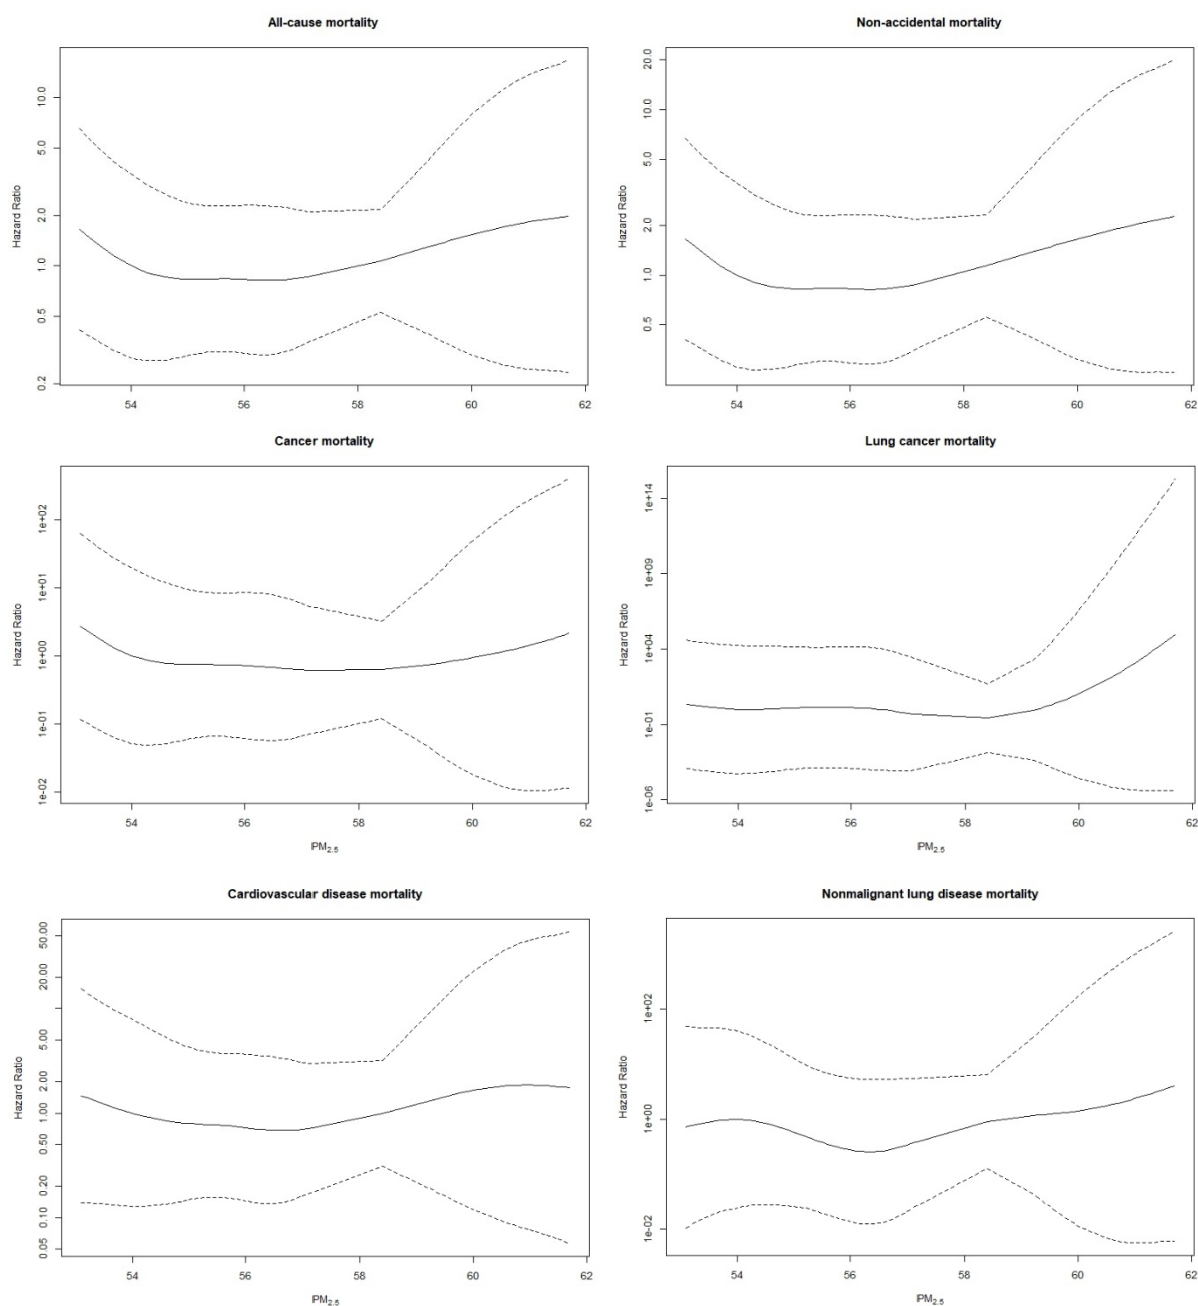 All-cause mortality
Hazard Ratio
10.0
5.0
2.0
1.0
0.5
0.2
54
56
58
60
62
Non-accidental mortality
Hazard Ratio
20.0
10.0
5.0
2.0
1.0
0.5
54
56
58
60
62
Cancer mortality
Hazard Ratio
1e+02
1e+01
1e+00
1e-01
1e-02
54
56
58
60
62
IPM2.5
Lung cancer mortality
Hazard Ratio
1e+14
1e+09
1e+04
1e-01
1e-06
54
56
58
60
62
IPM2.5
Cardiovascular disease mortality
Hazard Ratio
50.00
20.00
5.00
2.00
1.00
0.50
0.20
0.10
0.05
54
56
58
60
62
IPM2.5
Nonmalignant lung disease mortality
Hazard Ratio
1e+02
1e+00
1e-02
54
56
58
60
62
IPM2.5